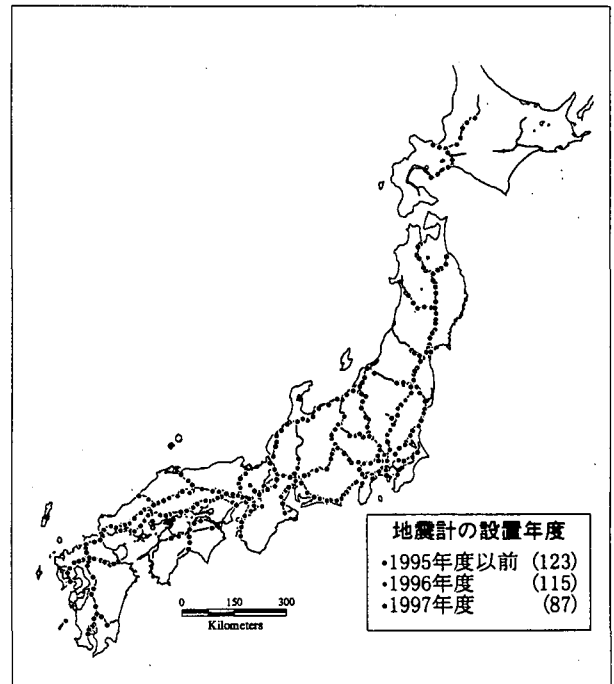 地震計の設置年度
・1995年度以前 (123)
・1996年度 (115)
・1997年度 (87)
0 150 300
Kilometers